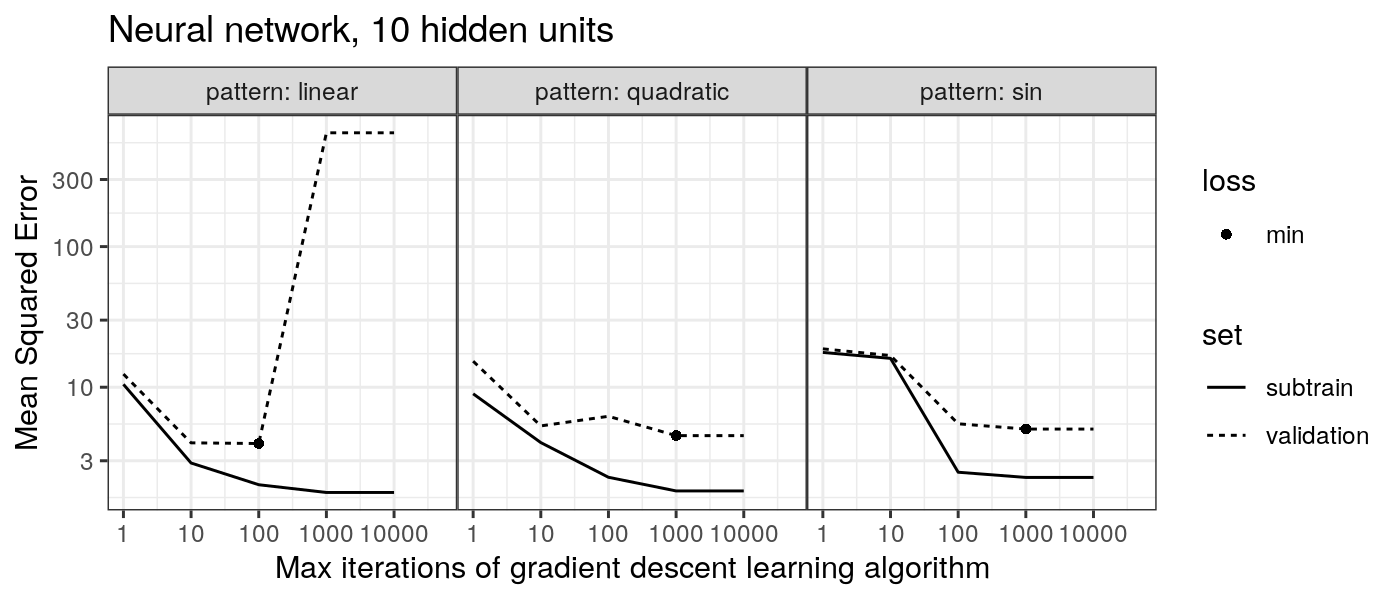 Neural network, 10 hidden units
pattern: linear
pattern: quadratic
pattern: sin
Mean Squared Error
300
100
30
10
3
1 10 100 1000 10000
1 10 100 1000 10000
1 10 100 1000 10000
Max iterations of gradient descent learning algorithm
loss
min
set
subtrain
validation